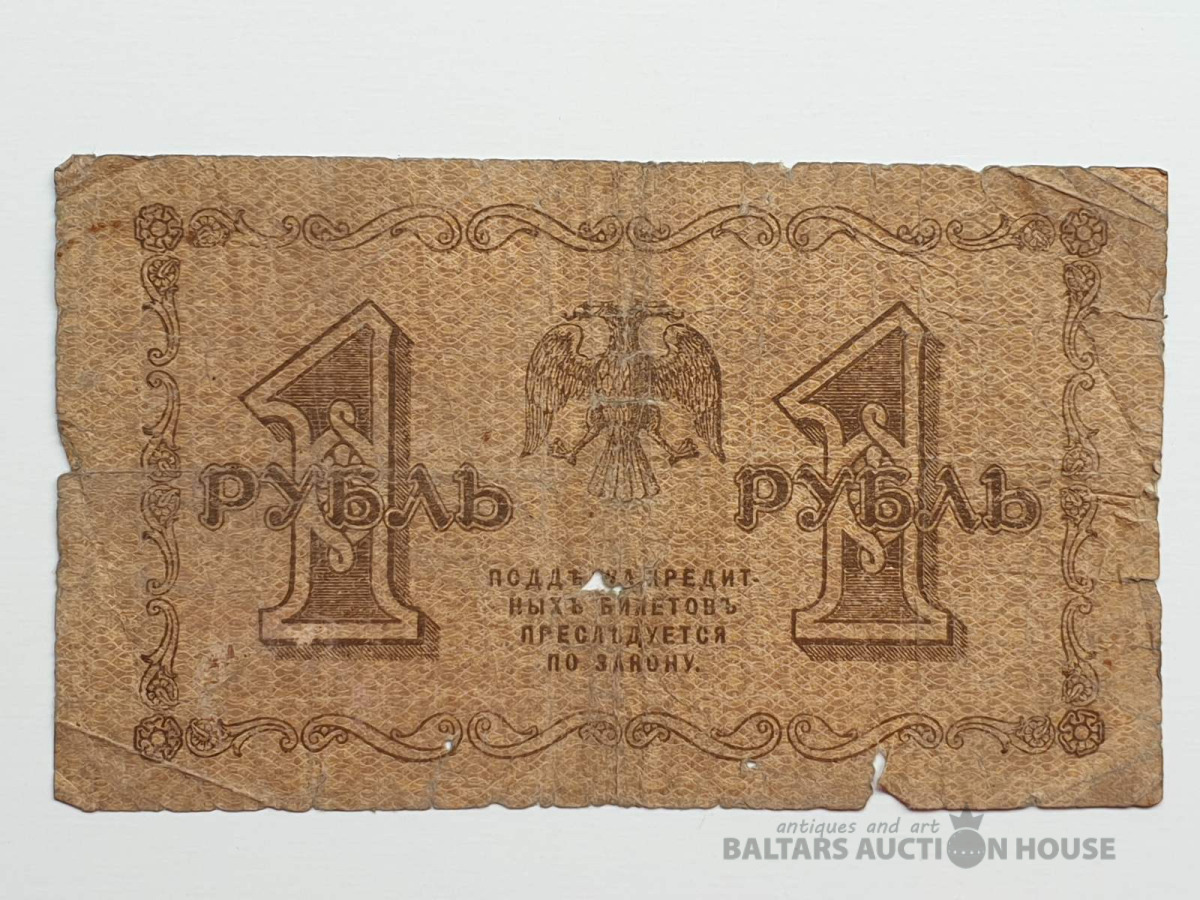 1 1
РУБЛЬ РУБЛЬ
КРЕДИТ-
НЫХЪ БИЛЕТОВЪ
ПРЕСЛѢДУЕТСЯ
ПО ЗАКОНУ.
antiques and art
BALTARS AUCTION HOUSE